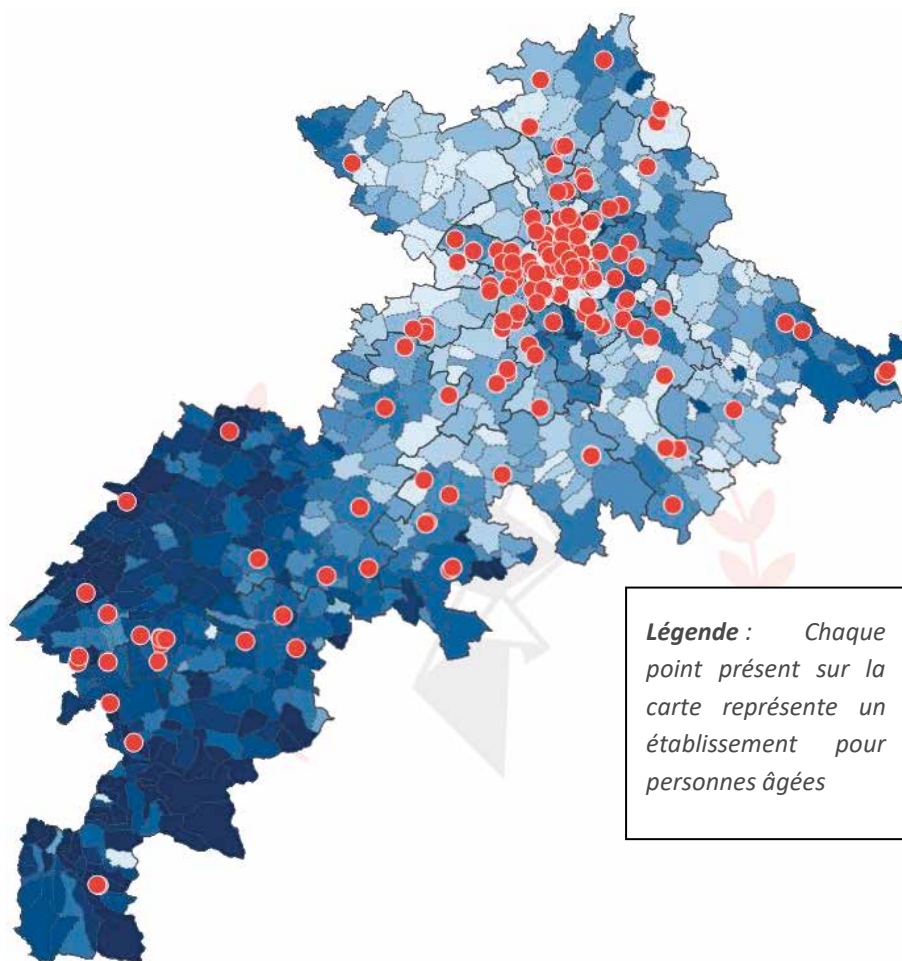 Légende : Chaque
point présent sur la
carte représente un
établissement pour
personnes âgées